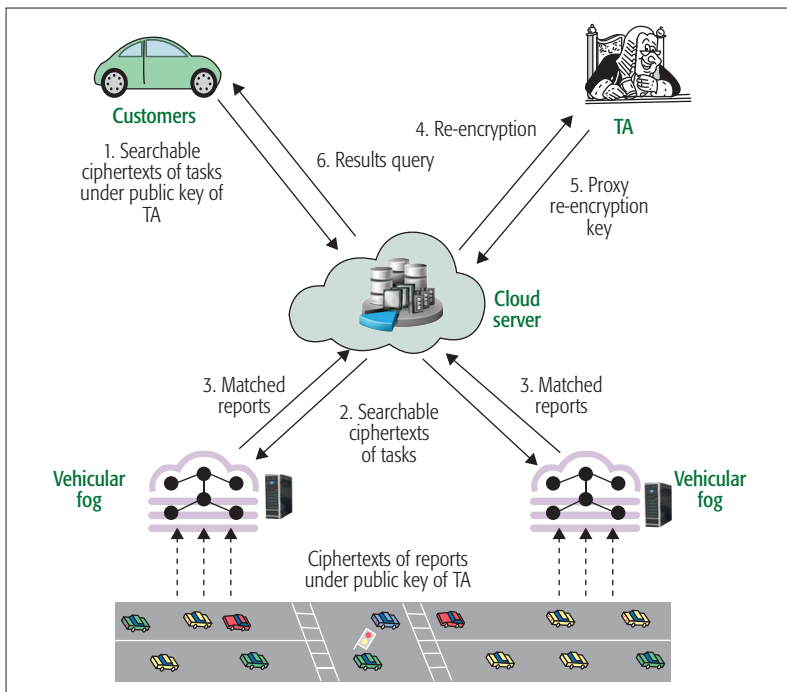 Customers
TA
1. Searchable
ciphertexts of tasks
under public key of
TA
6. Results query
4. Re-encryption
5. Proxy
re-encryption
key
Cloud
server
3. Matched
reports
2. Searchable
ciphertexts
of tasks
3. Matched
reports
Vehicular
fog
Vehicular
fog
Ciphertexts of reports
under public key of TA